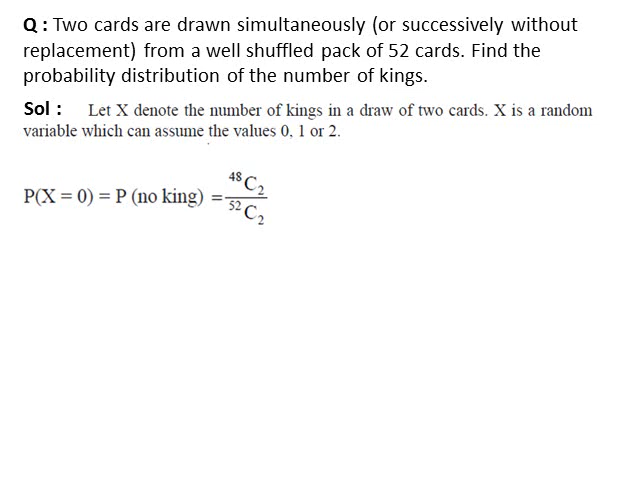 Q : Two cards are drawn simultaneously (or successively without
replacement) from a well shuffled pack of 52 cards. Find the
probability distribution of the number of kings.
Sol : Let X denote the number of kings in a draw of two cards. X is a random
variable which can assume the values 0, 1 or 2.
P(X = 0) = P (no king) = ⁴⁸C₂ / ⁵²C₂